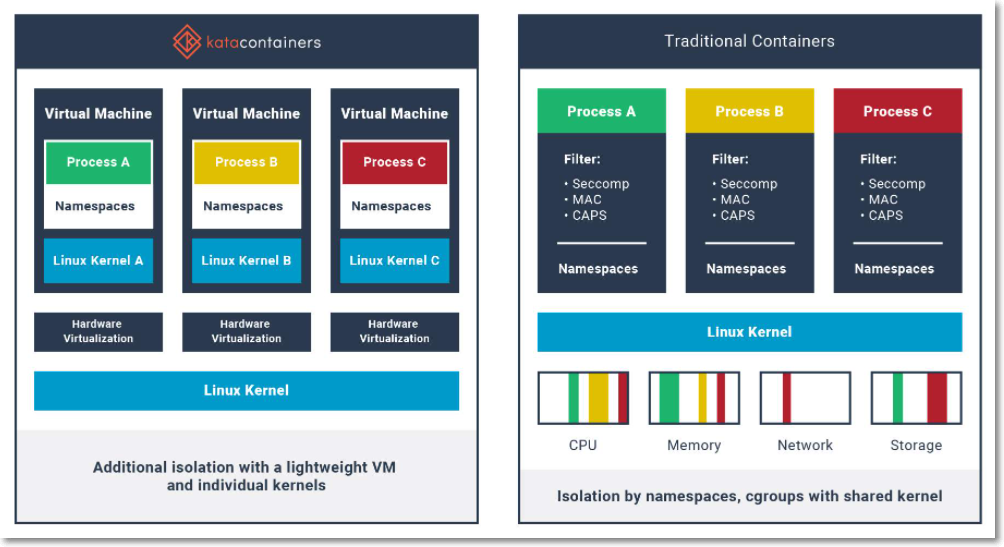 katacontainers
Virtual Machine
Process A
Namespaces
Linux Kernel A
Virtual Machine
Process B
Namespaces
Linux Kernel B
Virtual Machine
Process C
Namespaces
Linux Kernel C
Hardware
Virtualization
Hardware
Virtualization
Hardware
Virtualization
Linux Kernel
Additional isolation with a lightweight VM
and individual kernels
Traditional Containers
Process A
Filter:
• Seccomp
• MAC
• CAPS
Namespaces
Process B
Filter:
• Seccomp
• MAC
• CAPS
Namespaces
Process C
Filter:
• Seccomp
• MAC
• CAPS
Namespaces
Linux Kernel
CPU
Memory
Network
Storage
Isolation by namespaces, cgroups with shared kernel